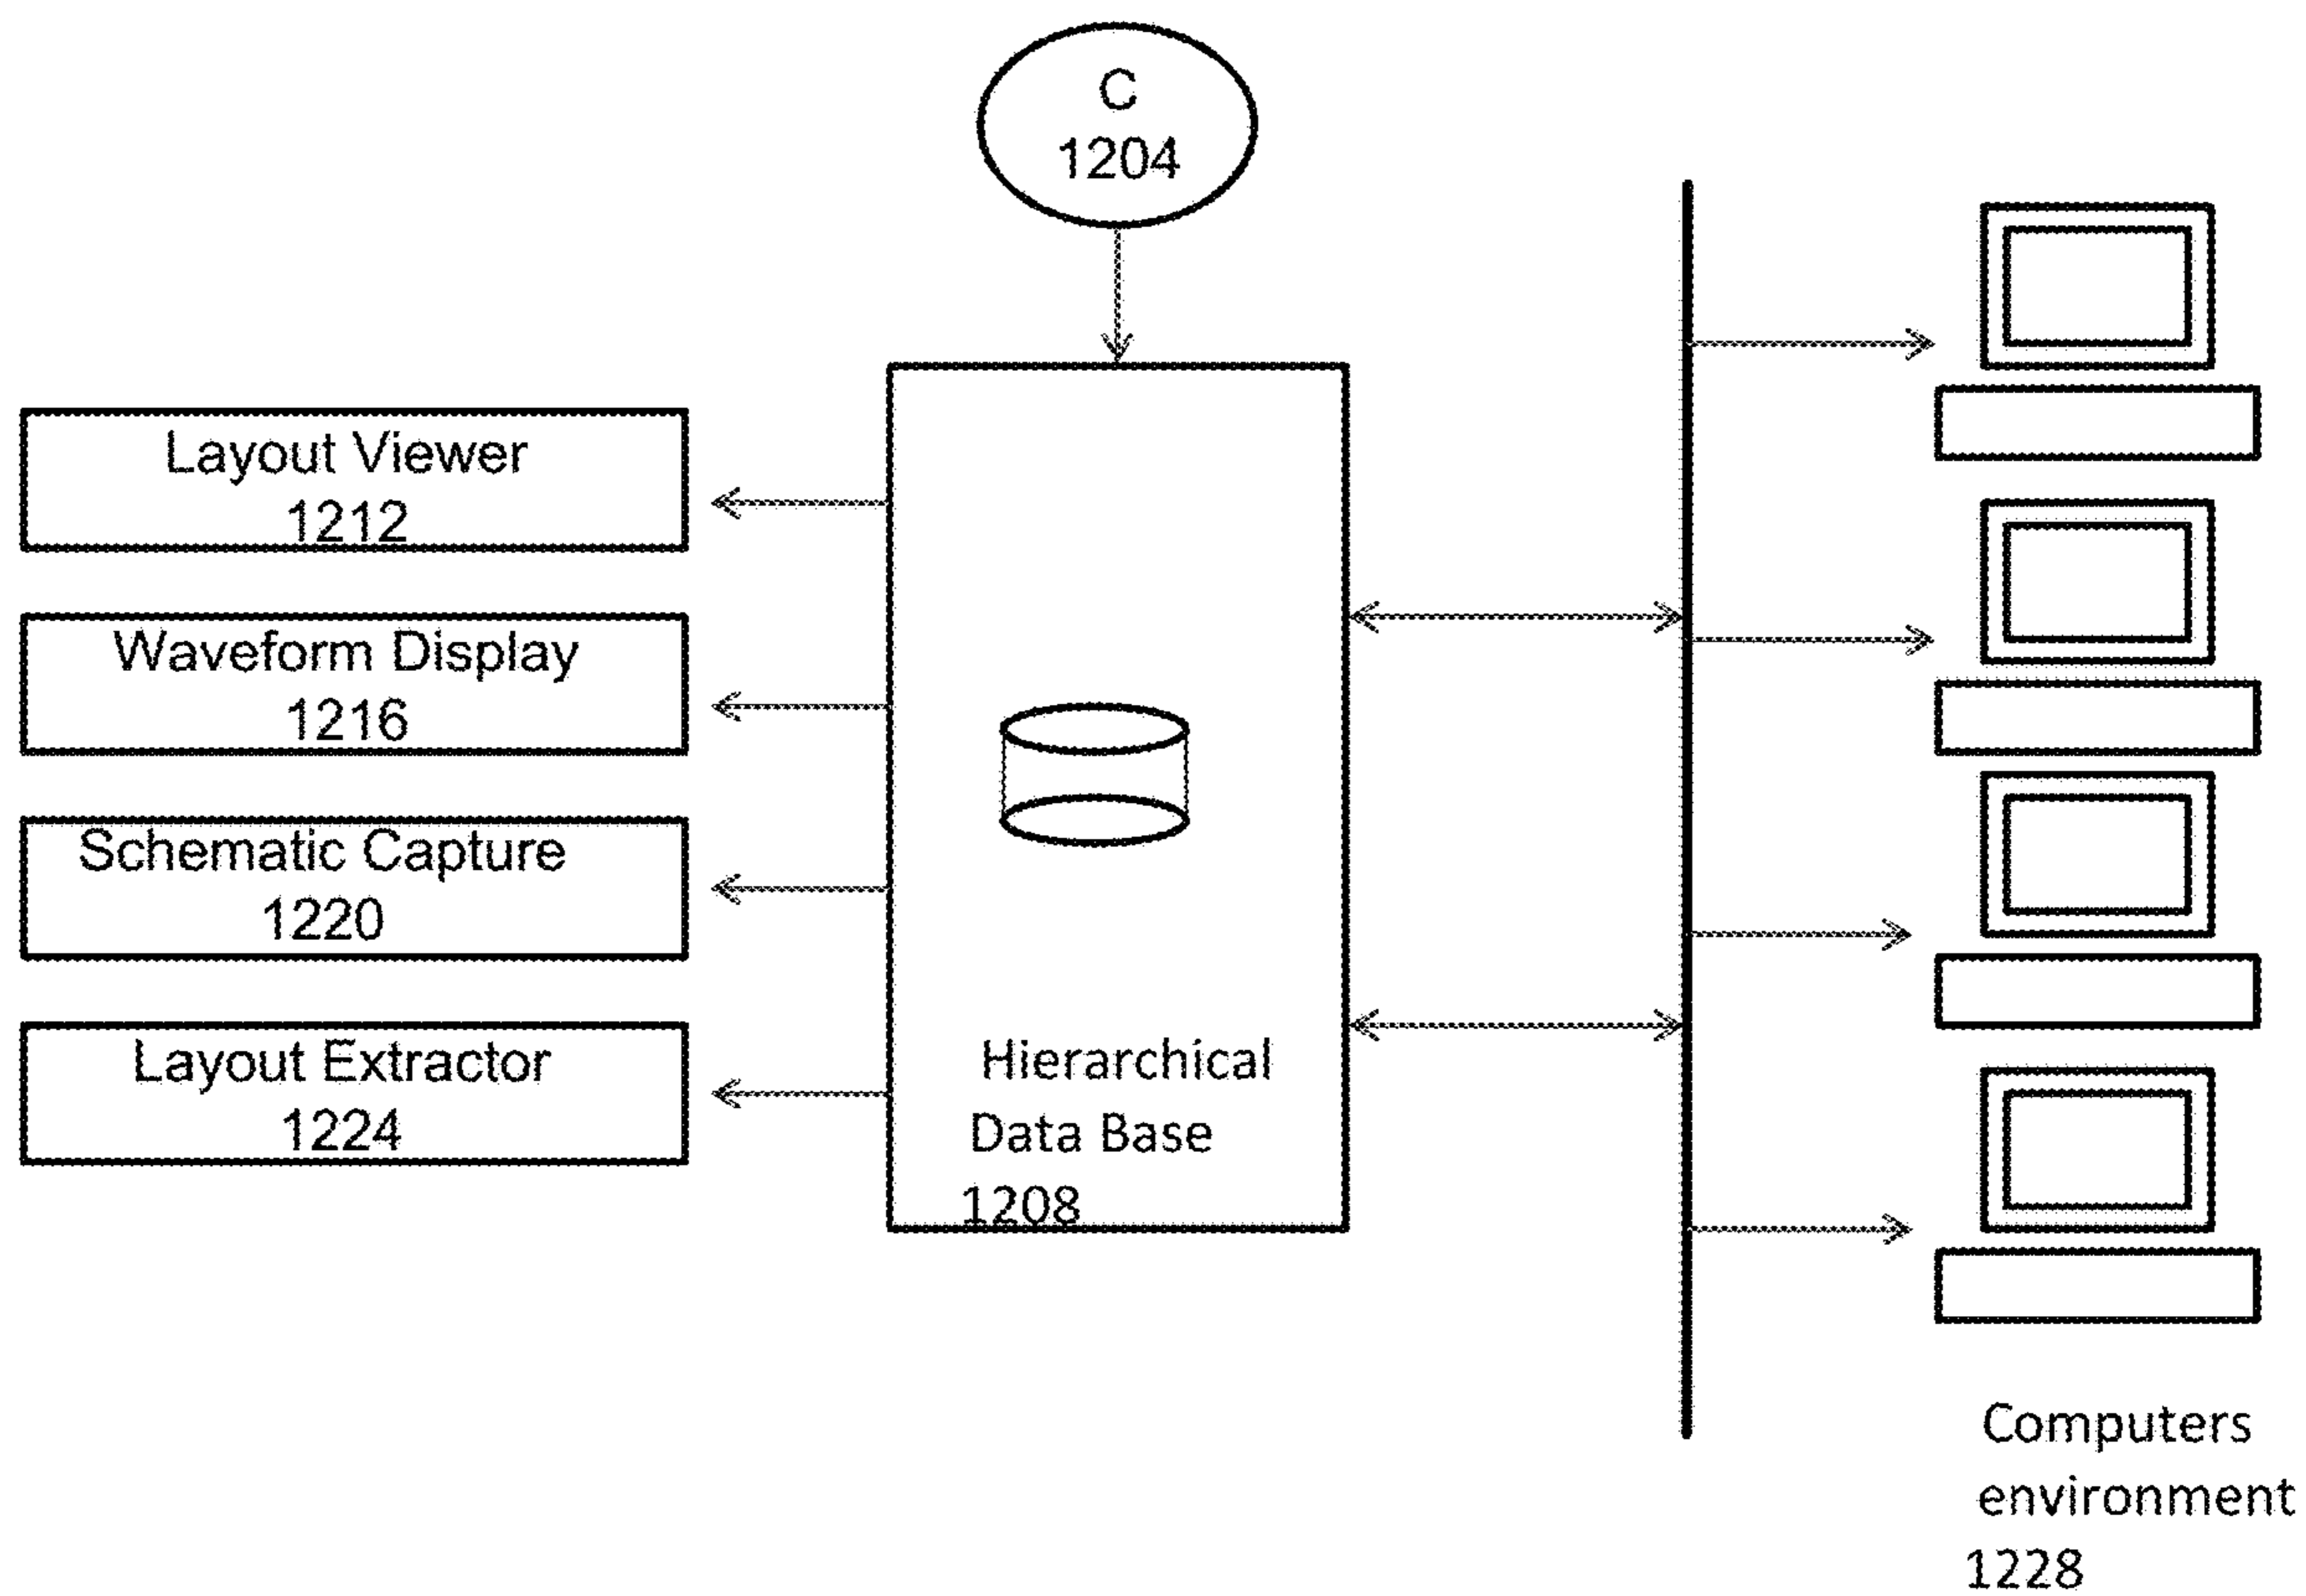 C
1204
Layout Viewer
1212
Waveform Display
1216
Schematic Capture
1220
Layout Extractor
1224
Hierarchical
Data Base
1208
Computers
environment
1228